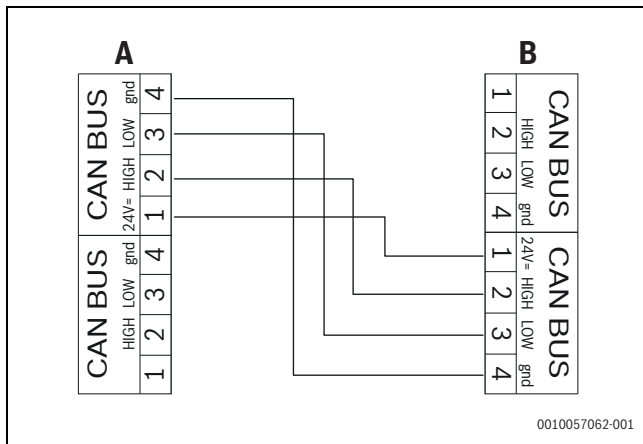 A
B
CAN BUS
gnd
LOW
HIGH
24V=
4
3
2
1
CAN BUS
gnd
LOW
HIGH
4
3
2
1
1
2
3
4
HIGH
LOW
gnd
CAN BUS
1
2
3
4
24V=
HIGH
LOW
gnd
CAN BUS
0010057062-001